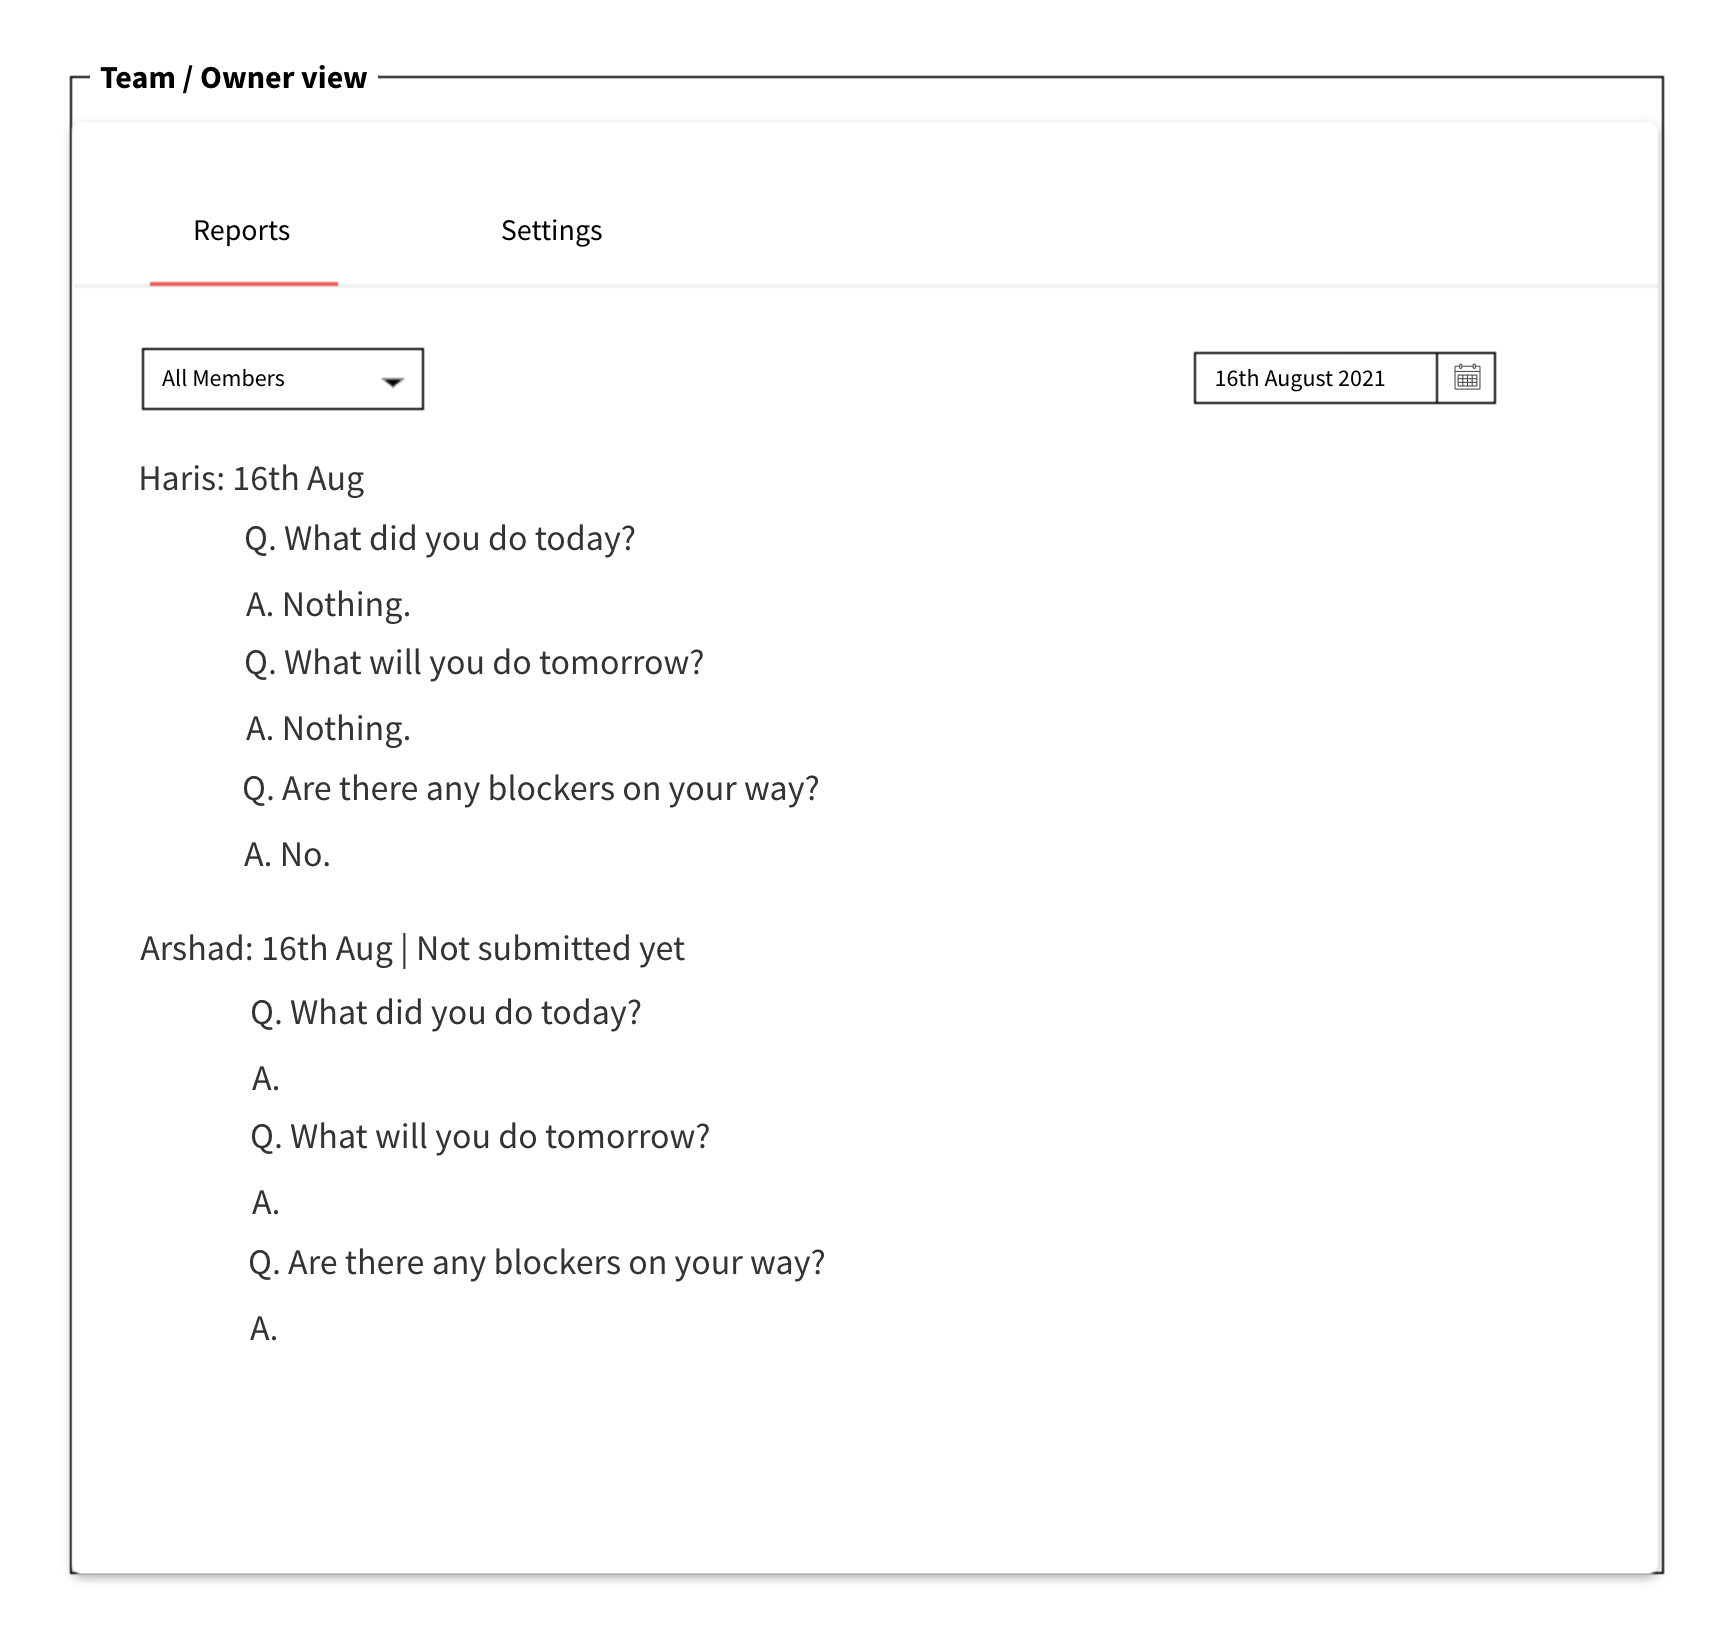 Team / Owner view
Reports Settings
All Members 16th August 2021
Haris: 16th Aug
Q. What did you do today?
A. Nothing.
Q. What will you do tomorrow?
A. Nothing.
Q. Are there any blockers on your way?
A. No.
Arshad: 16th Aug | Not submitted yet
Q. What did you do today?
A.
Q. What will you do tomorrow?
A.
Q. Are there any blockers on your way?
A.